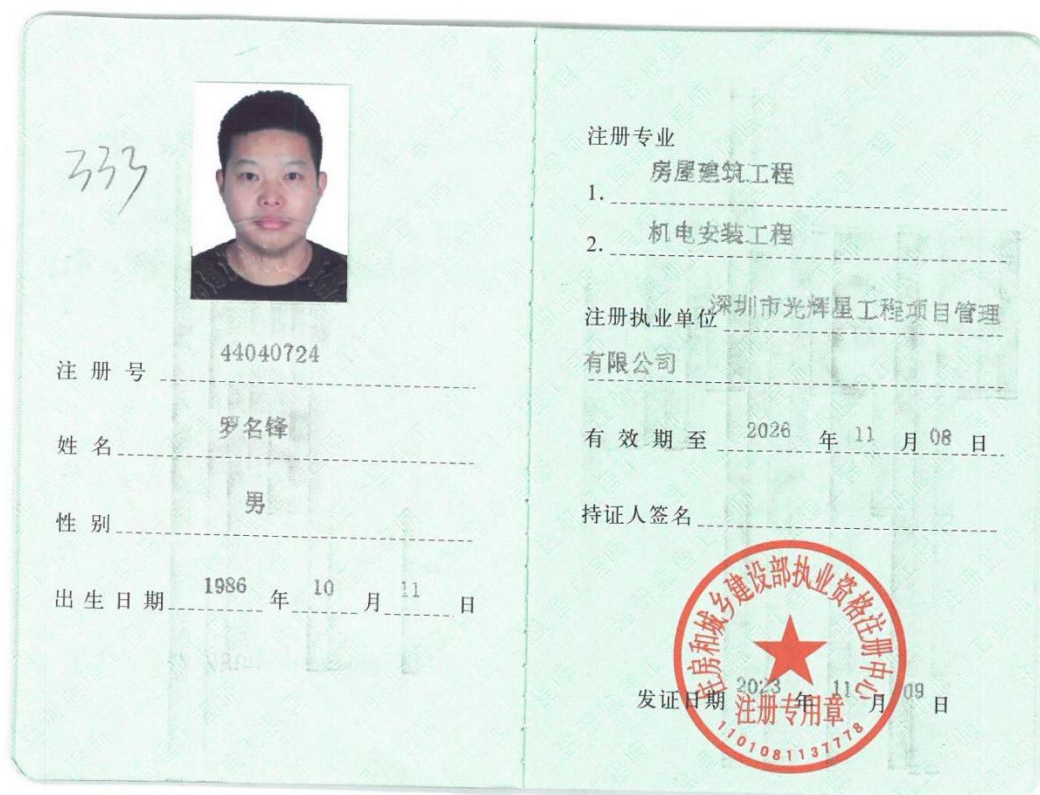 333
注册号 44040724
姓名 罗名锋
性别 男
出生日期 1986 年 10 月 11 日
注册专业
1. 房屋建筑工程
2. 机电安装工程
注册执业单位 深圳市光辉星工程项目管理
有限公司
有效期至 2026 年 11 月 08 日
持证人签名
住房和城乡建设部执业资格注册中心
发证日期 2023 年 11 月 09 日
注册专用章
1101081137778